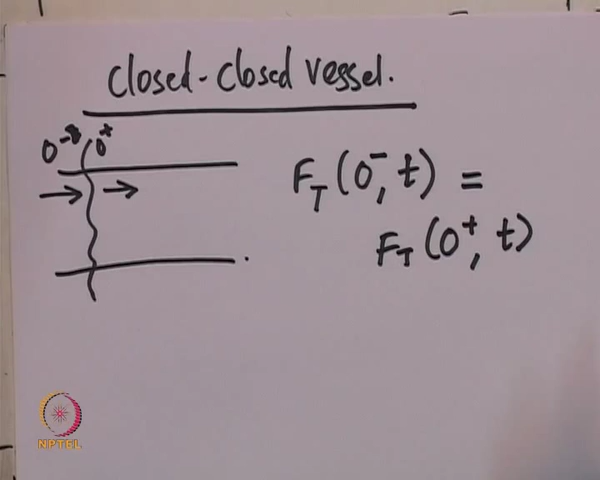 Closed-Closed Vessel.
0⁻ 0⁺
F_T(0⁻, t) =
F_T(0⁺, t)
NPTEL